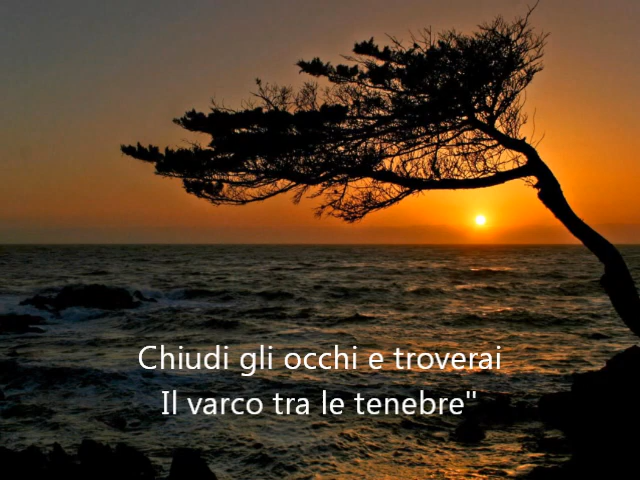 Chiudi gli occhi e troverai
Il varco tra le tenebre"